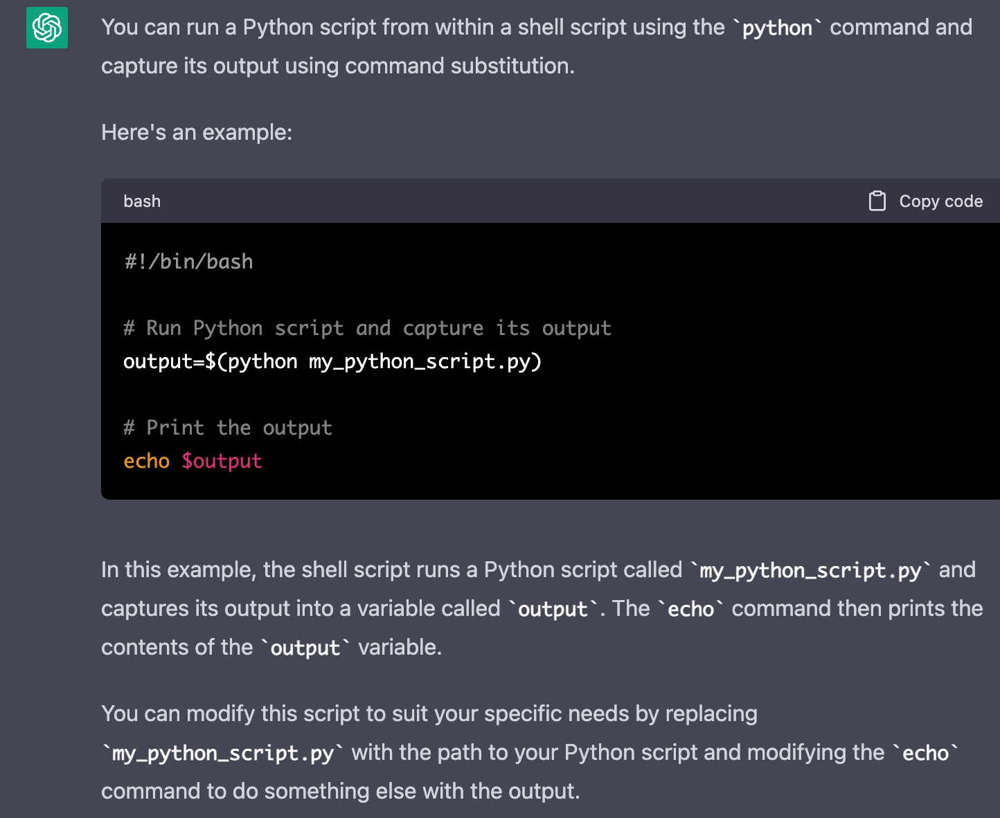 You can run a Python script from within a shell script using the `python` command and
capture its output using command substitution.
Here's an example:
bash
Copy code
#!/bin/bash
# Run Python script and capture its output
output=$(python my_python_script.py)
# Print the output
echo $output
In this example, the shell script runs a Python script called `my_python_script.py` and
captures its output into a variable called `output`. The `echo` command then prints the
contents of the `output` variable.
You can modify this script to suit your specific needs by replacing
`my_python_script.py` with the path to your Python script and modifying the `echo`
command to do something else with the output.